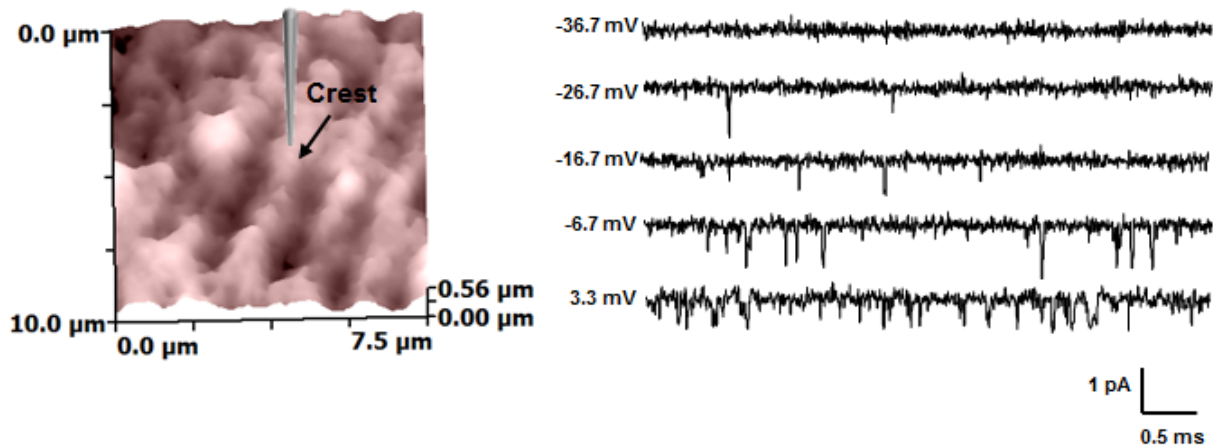 0.0 µm
Crest
10.0 µm
0.0 µm
7.5 µm
0.56 µm
0.00 µm
-36.7 mV
-26.7 mV
-16.7 mV
-6.7 mV
3.3 mV
1 pA
0.5 ms